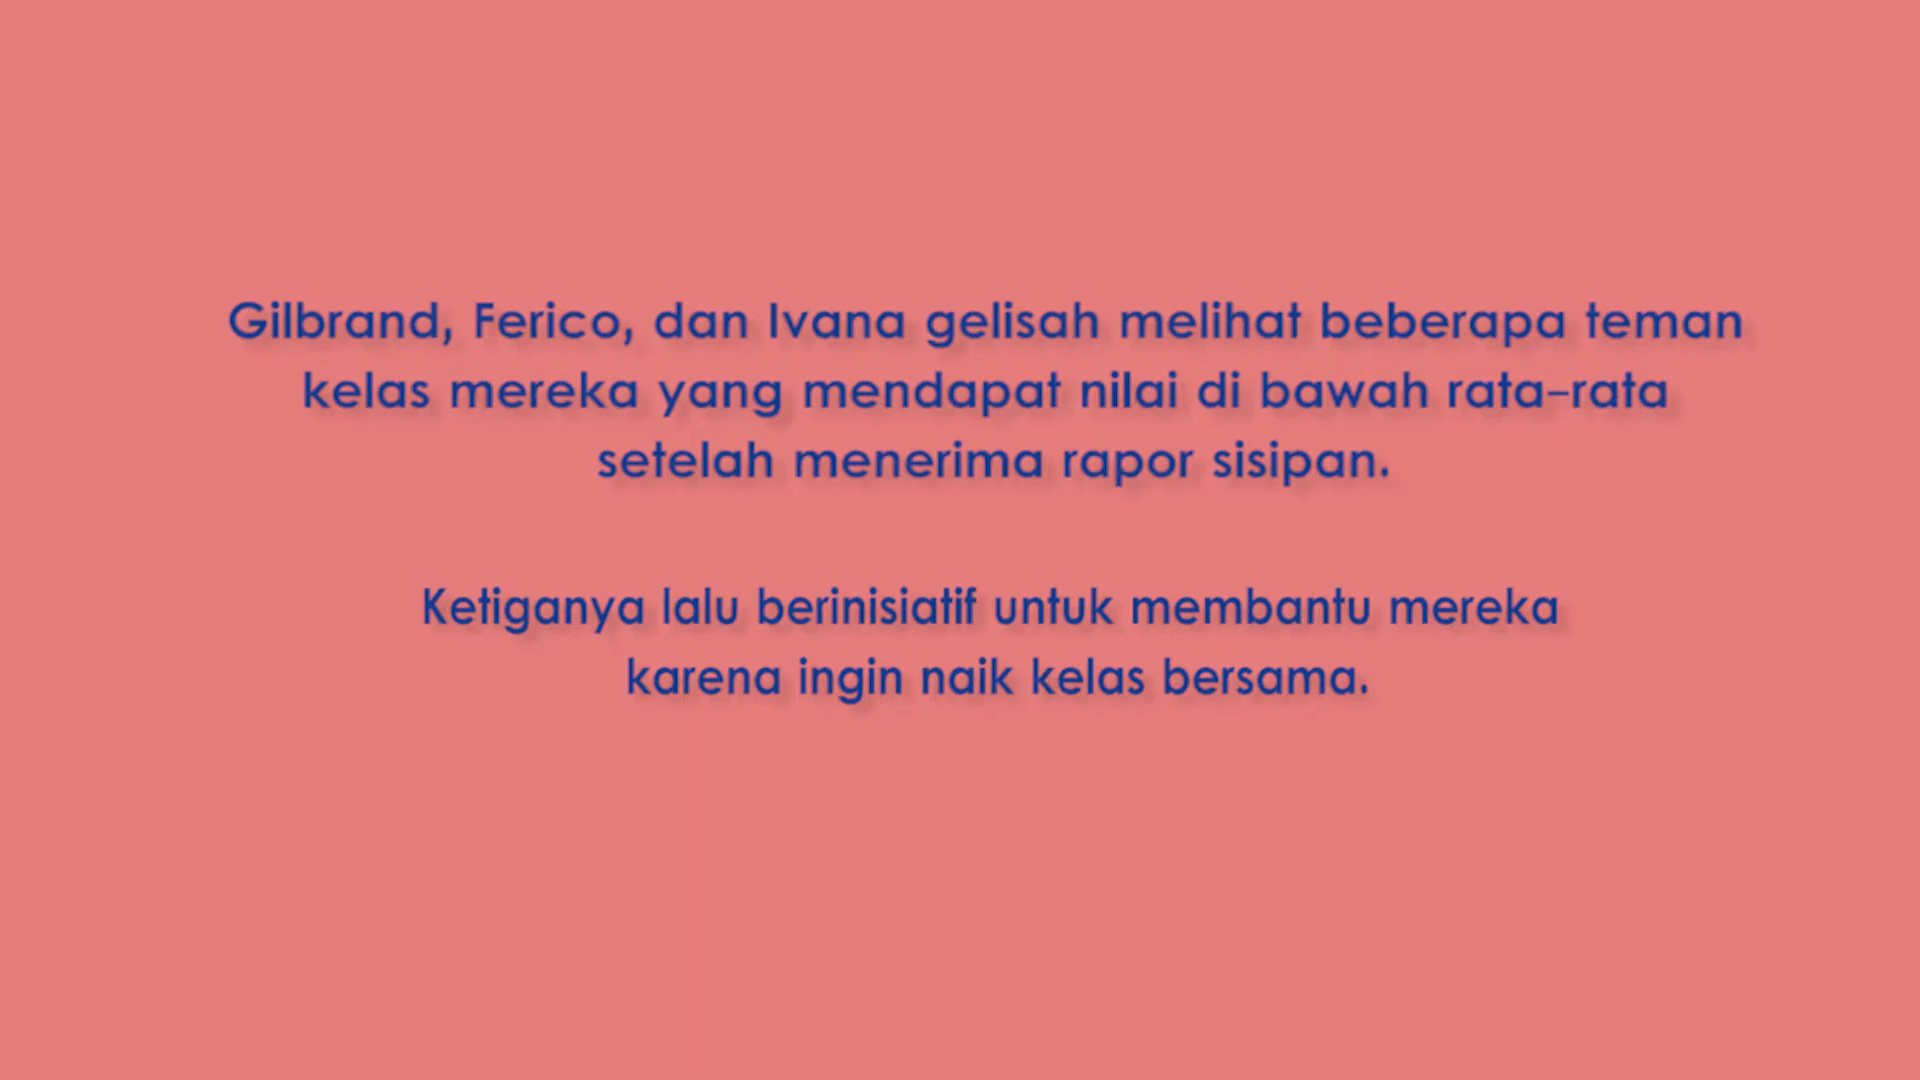 Gilbrand, Ferico, dan Ivana gelisah melihat beberapa teman
kelas mereka yang mendapat nilai di bawah rata-rata
setelah menerima rapor sisipan.
Ketiganya lalu berinisiatif untuk membantu mereka
karena ingin naik kelas bersama.